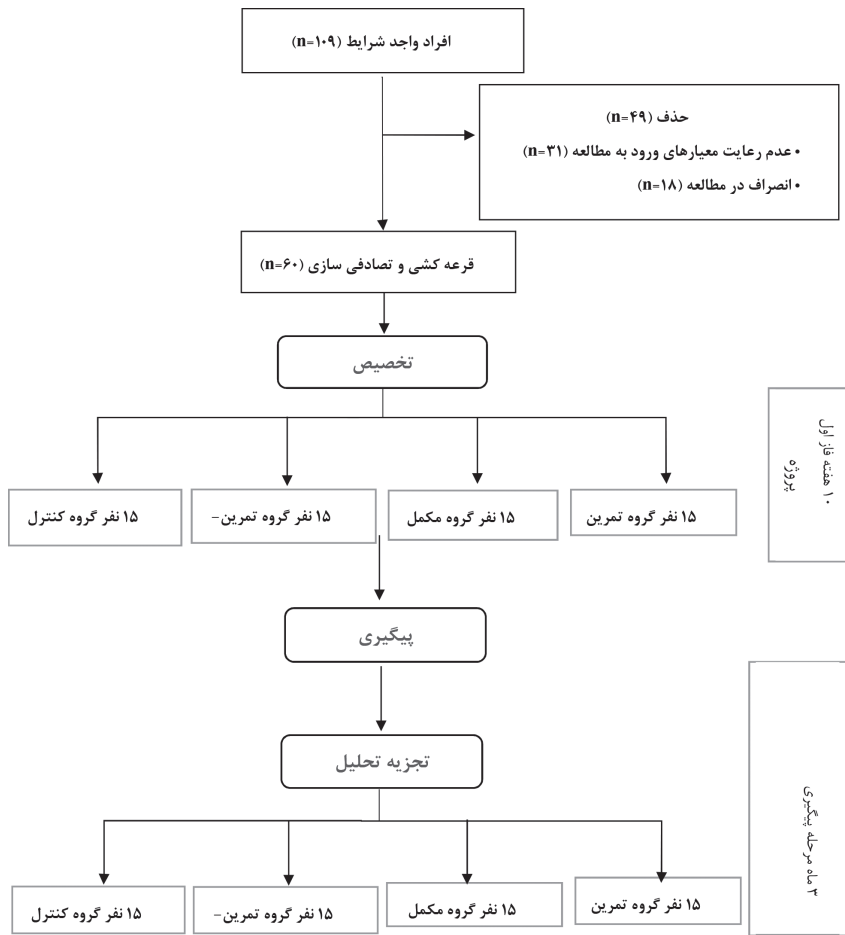 افراد واجد شرایط (n=۱۰۹)
حذف (n=۴۹)
• عدم رعایت معیارهای ورود به مطالعه (n=۳۱)
• انصراف در مطالعه (n=۱۸)
قرعه کشی و تصادفی سازی (n=۶۰)
تخصیص
۱۰ هفته فاز اول
پروژه
۱۵ نفر گروه تمرین
۱۵ نفر گروه مکمل
۱۵ نفر گروه تمرین-
۱۵ نفر گروه کنترل
پیگیری
تجزیه تحلیل
۳ ماه مرحله پیگیری
۱۵ نفر گروه تمرین
۱۵ نفر گروه مکمل
۱۵ نفر گروه تمرین-
۱۵ نفر گروه کنترل